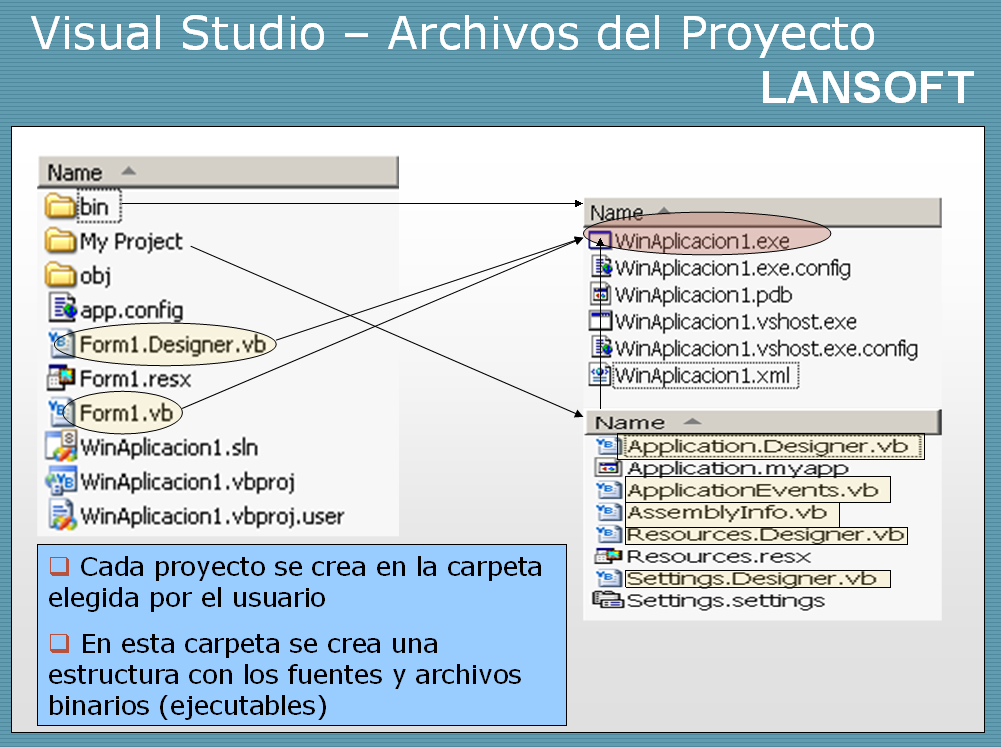 Visual Studio – Archivos del Proyecto
LANSOFT
Name
bin
My Project
obj
app.config
Form1.Designer.vb
Form1.resx
Form1.vb
WinAplicacion1.sln
WinAplicacion1.vbproj
WinAplicacion1.vbproj.user
Name
WinAplicacion1.exe
WinAplicacion1.exe.config
WinAplicacion1.pdb
WinAplicacion1.vshost.exe
WinAplicacion1.vshost.exe.config
WinAplicacion1.xml
Name
Application.Designer.vb
Application.myapp
ApplicationEvents.vb
AssemblyInfo.vb
Resources.Designer.vb
Resources.resx
Settings.Designer.vb
Settings.settings
❑ Cada proyecto se crea en la carpeta
elegida por el usuario
❑ En esta carpeta se crea una
estructura con los fuentes y archivos
binarios (ejecutables)